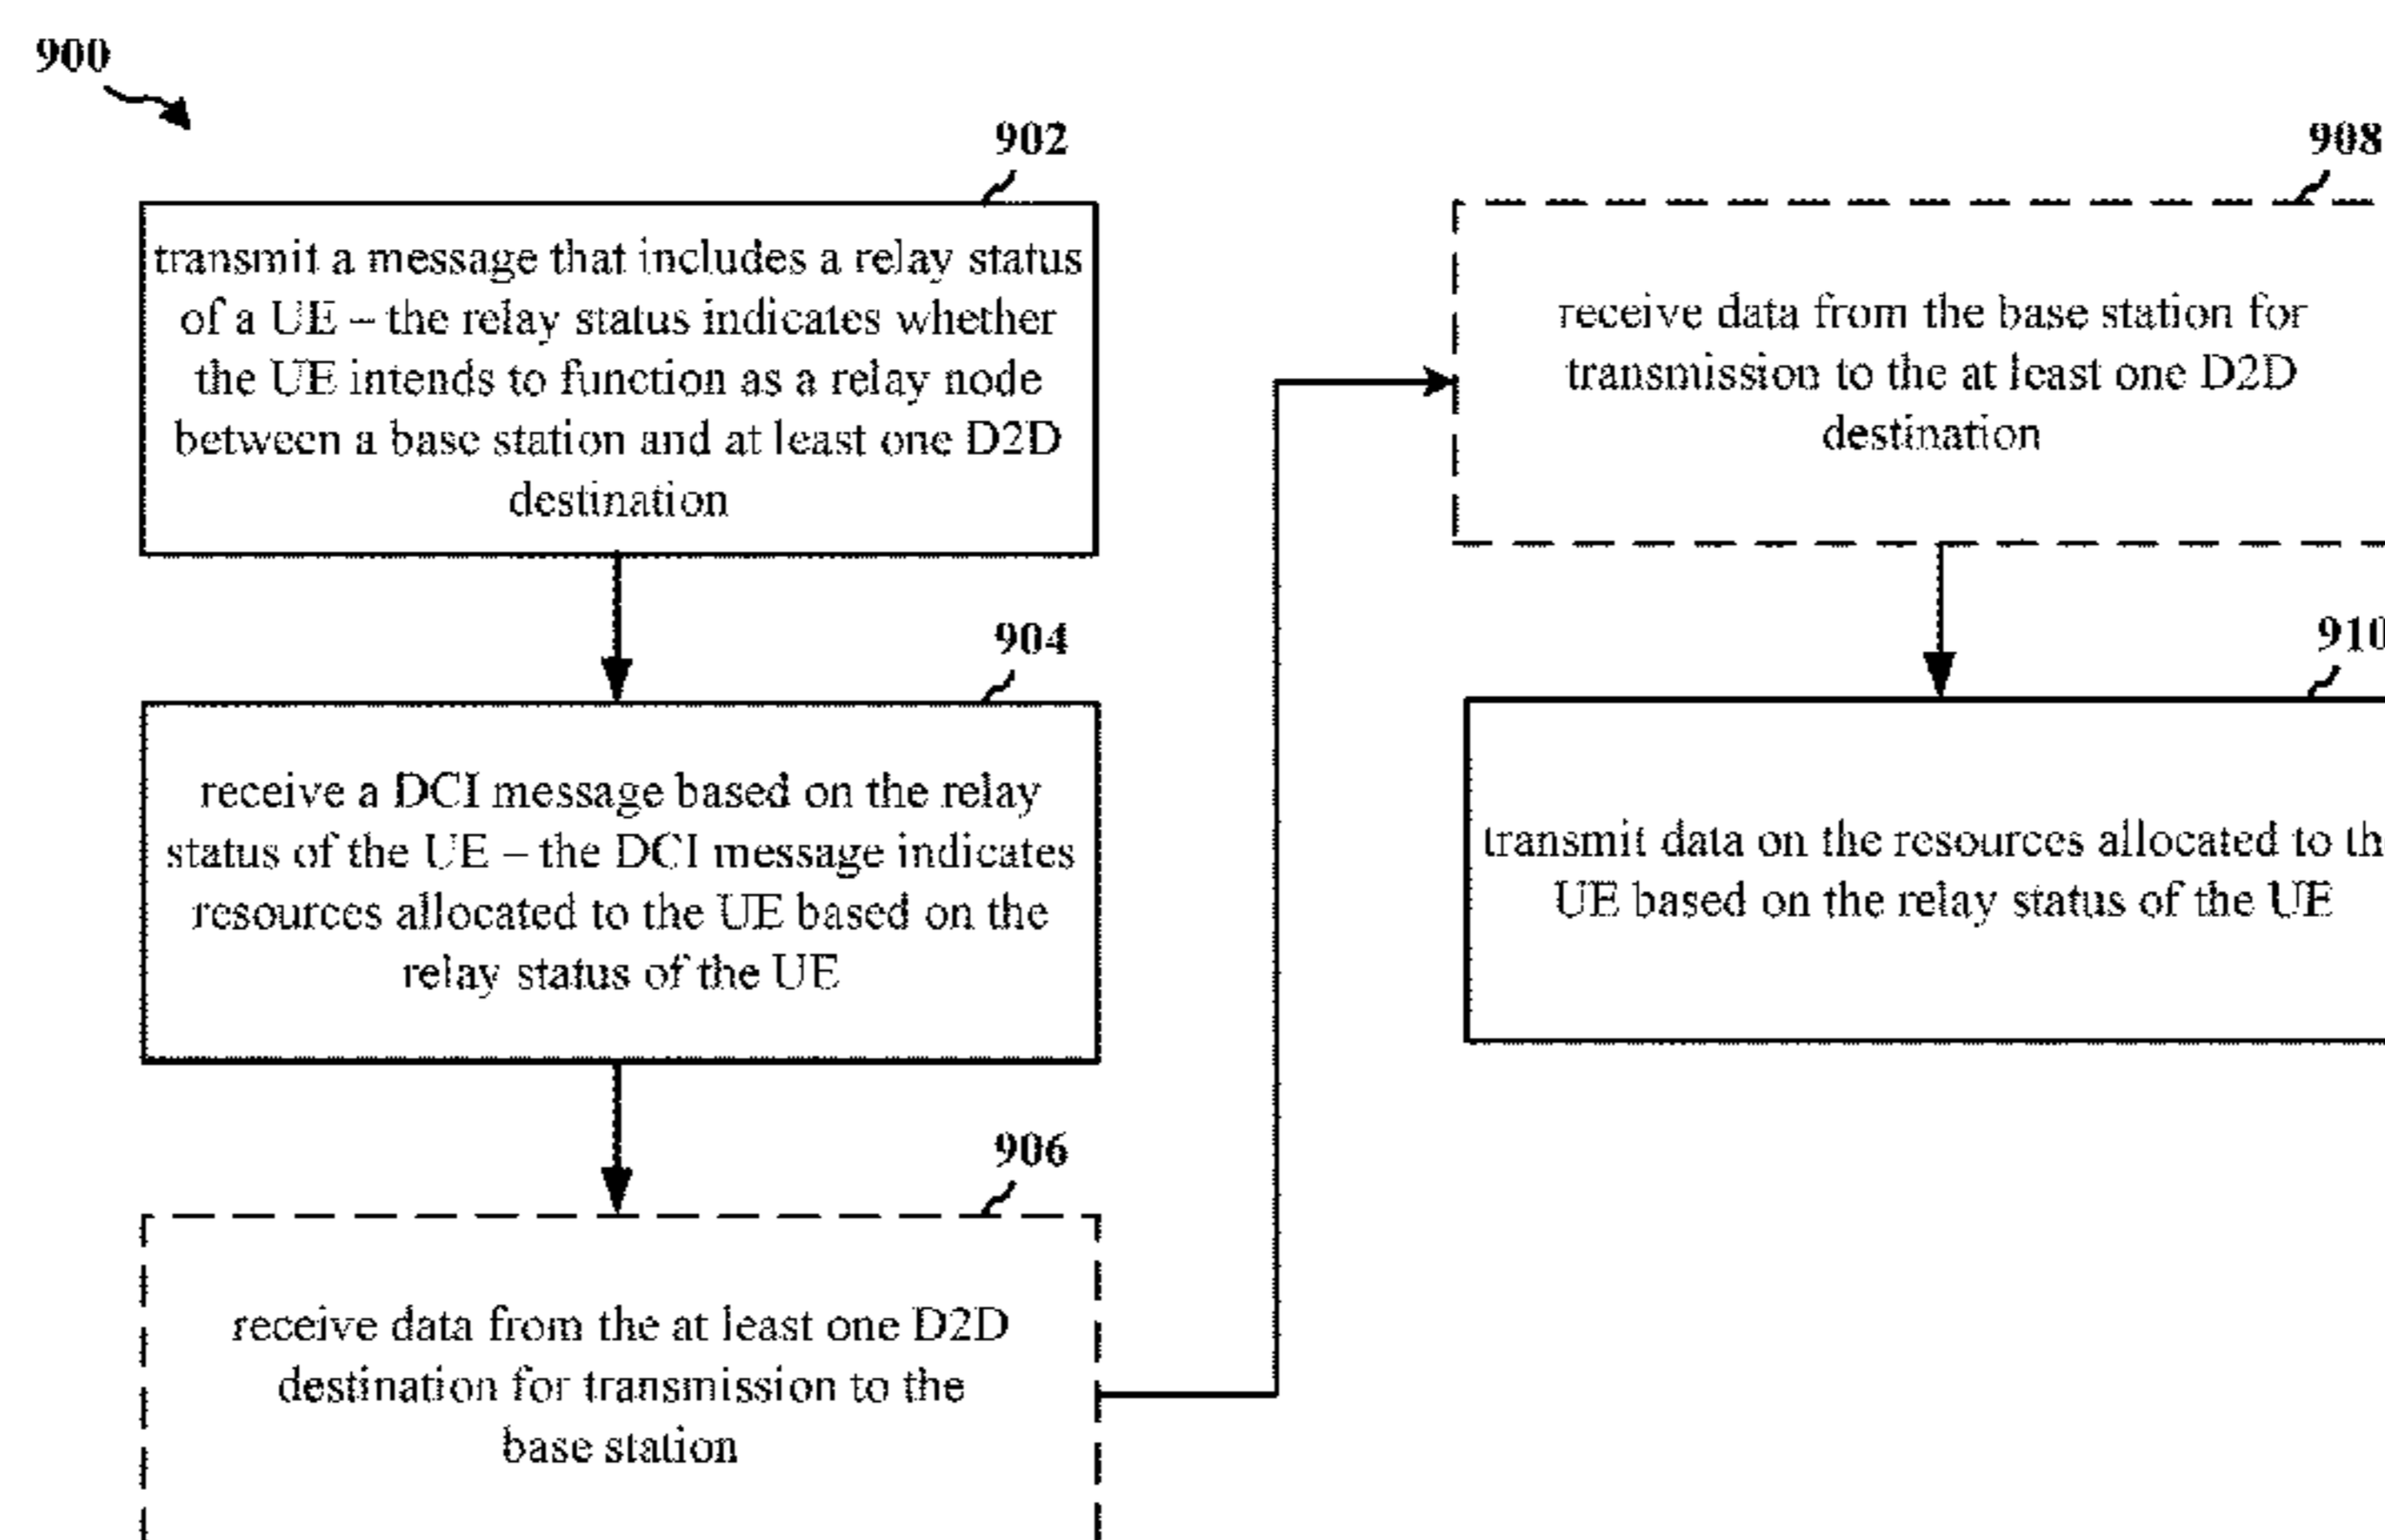 900
902
transmit a message that includes a relay status
of a UE – the relay status indicates whether
the UE intends to function as a relay node
between a base station and at least one D2D
destination
904
receive a DCI message based on the relay
status of the UE – the DCI message indicates
resources allocated to the UE based on the
relay status of the UE
906
receive data from the at least one D2D
destination for transmission to the
base station
908
receive data from the base station for
transmission to the at least one D2D
destination
910
transmit data on the resources allocated to the
UE based on the relay status of the UE